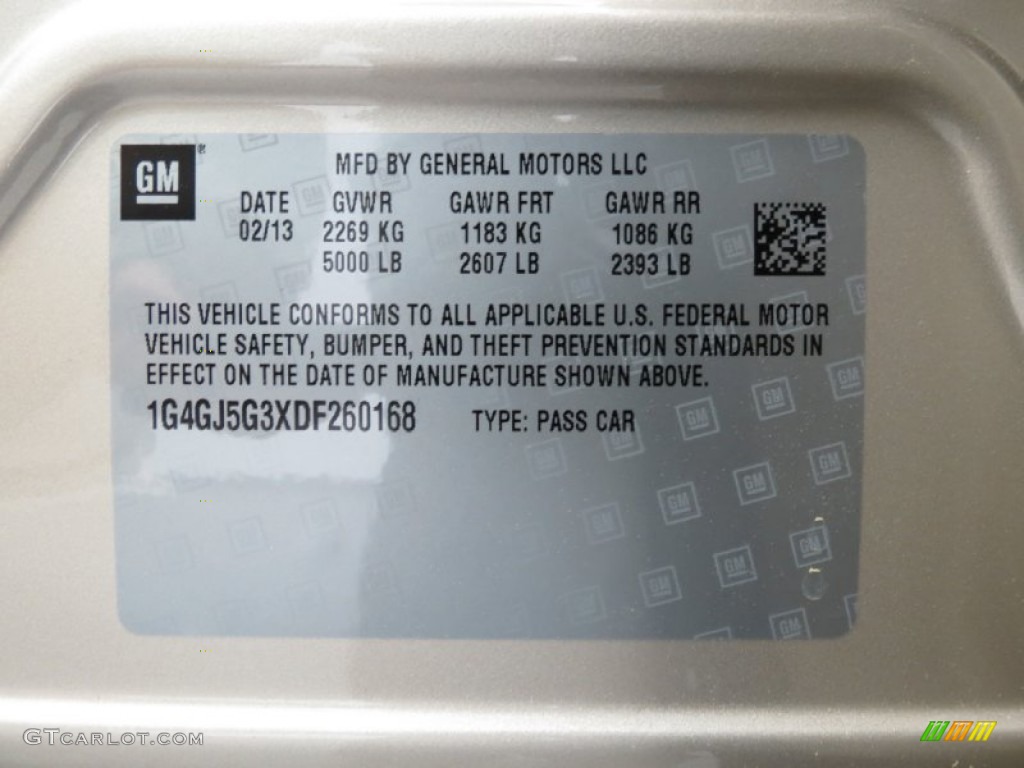 GM®
MFD BY GENERAL MOTORS LLC
DATE GVWR GAWR FRT GAWR RR
02/13 2269 KG 1183 KG 1086 KG
5000 LB 2607 LB 2393 LB
THIS VEHICLE CONFORMS TO ALL APPLICABLE U.S. FEDERAL MOTOR
VEHICLE SAFETY, BUMPER, AND THEFT PREVENTION STANDARDS IN
EFFECT ON THE DATE OF MANUFACTURE SHOWN ABOVE.
1G4GJ5G3XDF260168 TYPE: PASS CAR
GTCARLOT.COM